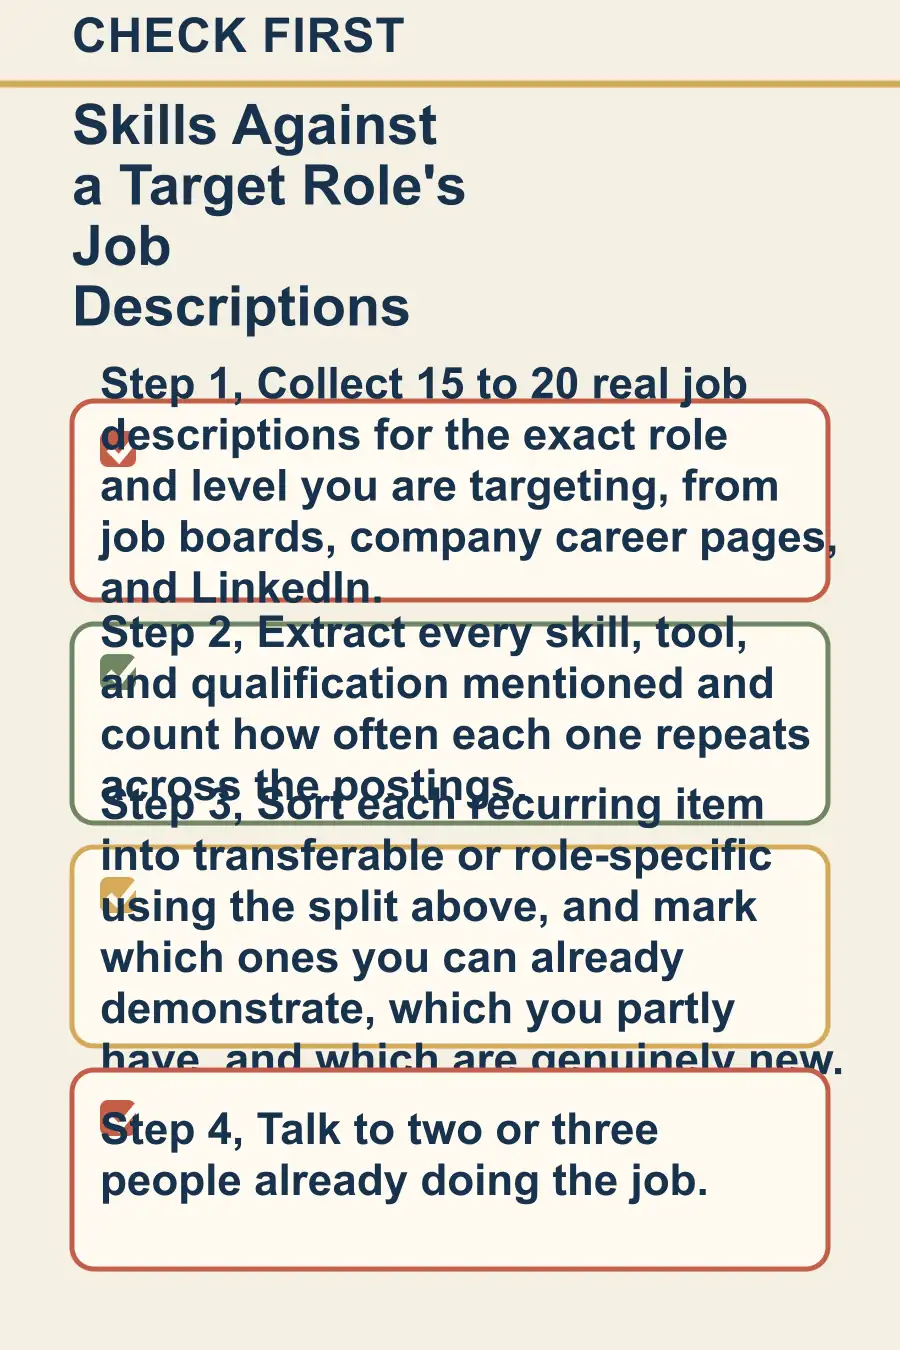 CHECK FIRST
Skills Against
a Target Role's
Job
Descriptions
Step 1, Collect 15 to 20 real job
descriptions for the exact role
and level you are targeting, from
job boards, company career pages,
and LinkedIn.
Step 2, Extract every skill, tool,
and qualification mentioned and
count how often each one repeats
across the postings.
Step 3, Sort each recurring item
into transferable or role-specific
using the split above, and mark
which ones you can already
demonstrate, which you partly
have, and which are genuinely new.
Step 4, Talk to two or three
people already doing the job.